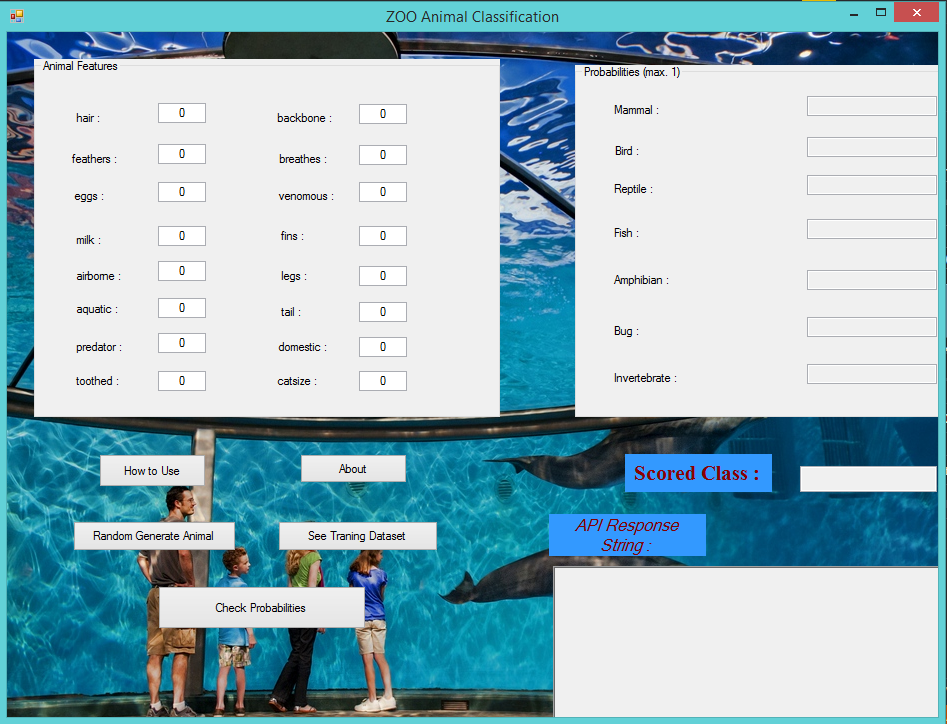 ZOO Animal Classification
Animal Features
hair : 0
backbone : 0
feathers : 0
breathes : 0
eggs : 0
venomous : 0
milk : 0
fins : 0
airborne : 0
legs : 0
aquatic : 0
tail : 0
predator : 0
domestic : 0
toothed : 0
catsize : 0
Probabilities (max. 1)
Mammal :
Bird :
Reptile :
Fish :
Amphibian :
Bug :
Invertebrate :
How to Use
About
Random Generate Animal
See Traning Dataset
Check Probabilities
Scored Class :
API Response
String :